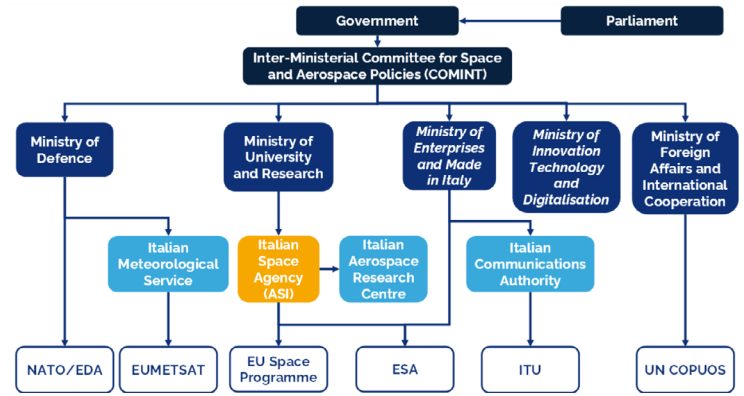 Government
Parliament
Inter-Ministerial Committee for Space
and Aerospace Policies (COMINT)
Ministry of
Defence
Ministry of
University
and Research
Ministry of
Enterprises
and Made
in Italy
Ministry of
Innovation
Technology
and
Digitalisation
Ministry of
Foreign
Affairs and
International
Cooperation
Italian
Meteorological
Service
Italian
Space
Agency
(ASI)
Italian
Aerospace
Research
Centre
Italian
Communications
Authority
NATO/EDA
EUMETSAT
EU Space
Programme
ESA
ITU
UN COPUOS